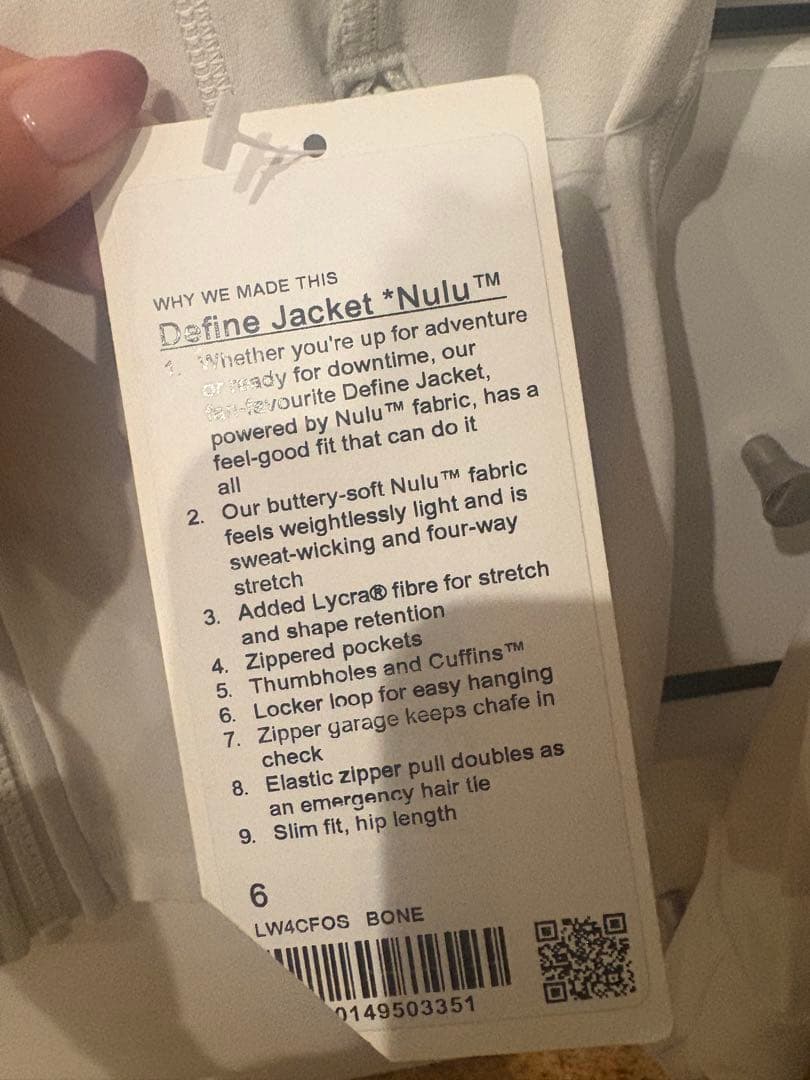 WHY WE MADE THIS
Define Jacket *Nulu™
1. Whether you're up for adventure
or ready for downtime, our
fan-favourite Define Jacket,
powered by Nulu™ fabric, has a
feel-good fit that can do it
all
2. Our buttery-soft Nulu™ fabric
feels weightlessly light and is
sweat-wicking and four-way
stretch
3. Added Lycra® fibre for stretch
and shape retention
4. Zippered pockets
5. Thumbholes and Cuffins™
6. Locker loop for easy hanging
7. Zipper garage keeps chafe in
check
8. Elastic zipper pull doubles as
an emergency hair tie
9. Slim fit, hip length
6
LW4CFOS BONE
0149503351